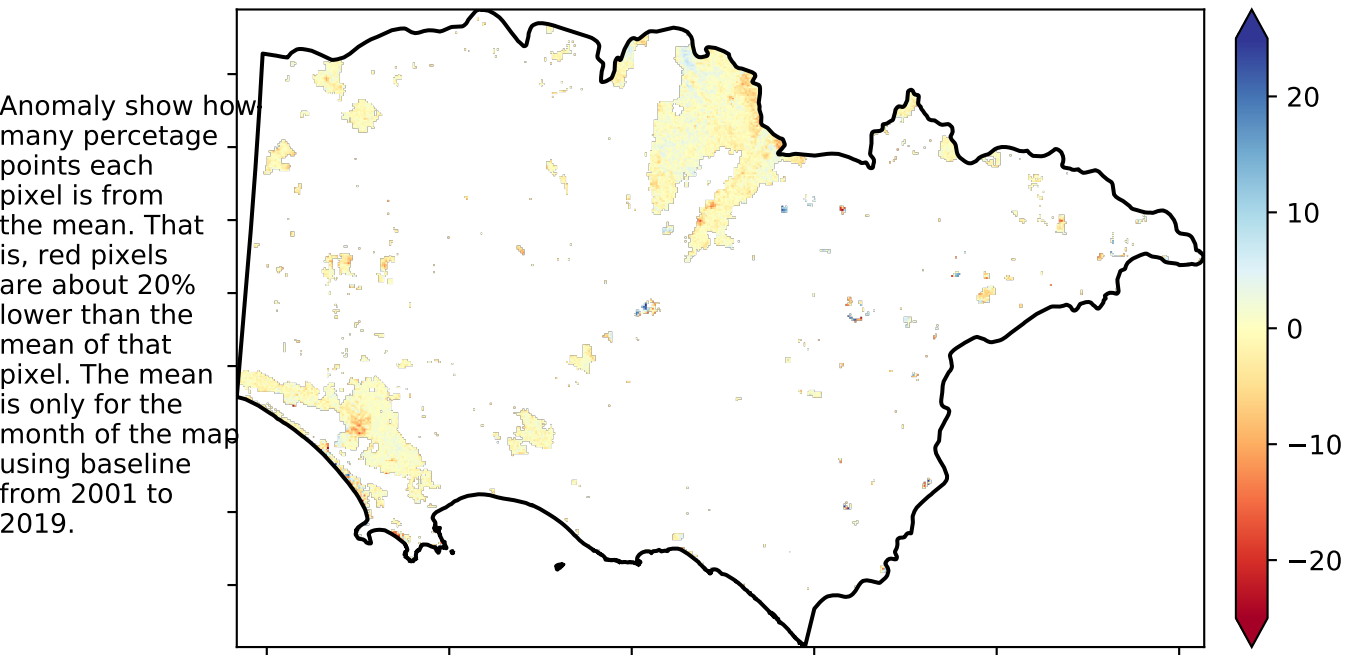 Anomaly show how
many percetage
points each
pixel is from
the mean. That
is, red pixels
are about 20%
lower than the
mean of that
pixel. The mean
is only for the
month of the map
using baseline
from 2001 to
2019.
20
10
0
−10
−20